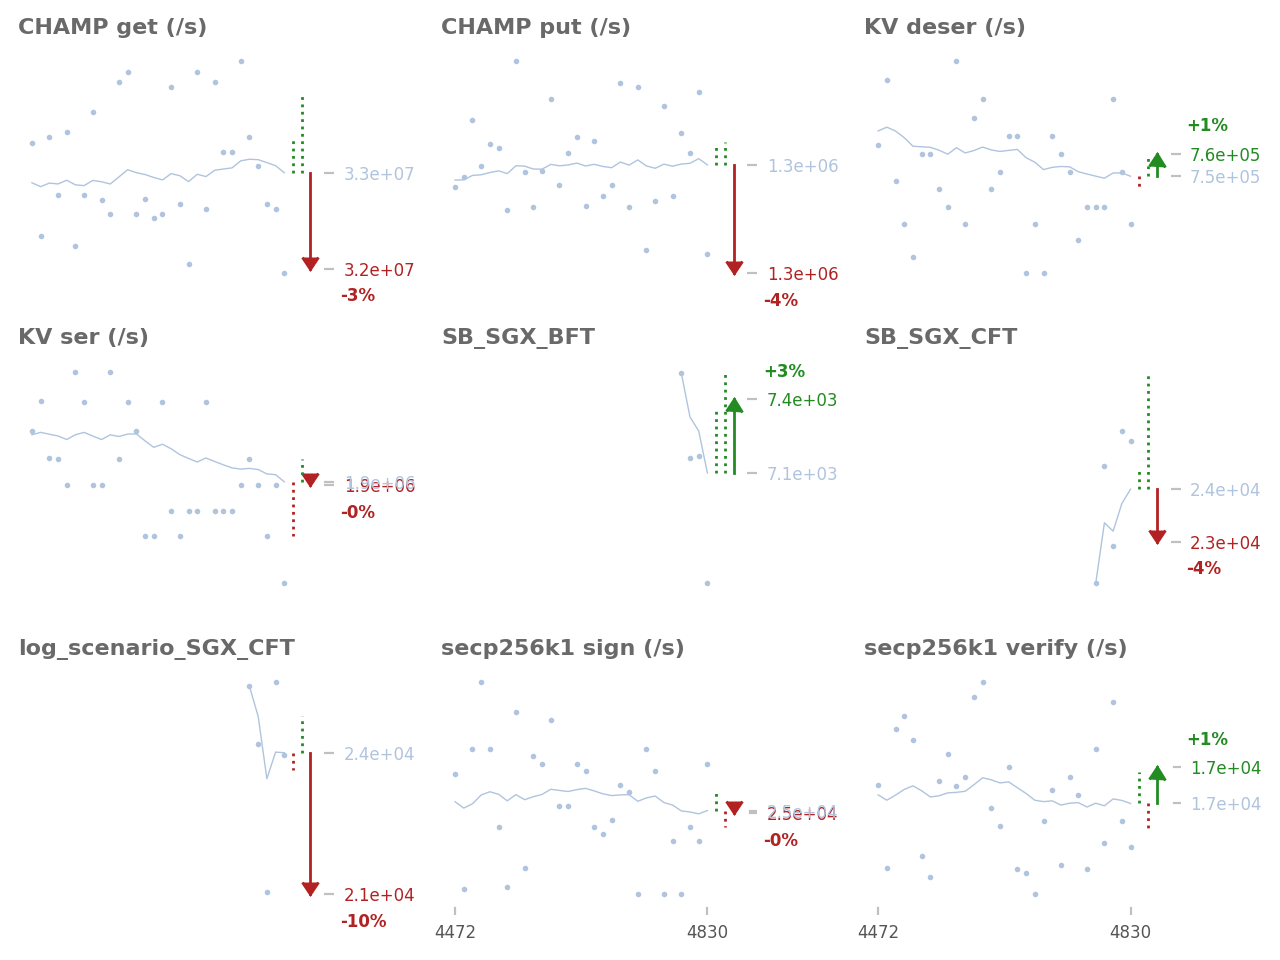 CHAMP get (/s)
CHAMP put (/s)
KV deser (/s)
3.3e+07
3.2e+07
-3%
1.3e+06
1.3e+06
-4%
+1%
7.6e+05
7.5e+05
KV ser (/s)
SB_SGX_BFT
SB_SGX_CFT
1.9e+06
-0%
+3%
7.4e+03
7.1e+03
2.4e+04
2.3e+04
-4%
log_scenario_SGX_CFT
secp256k1 sign (/s)
secp256k1 verify (/s)
2.4e+04
2.1e+04
-10%
2.5e+04
-0%
+1%
1.7e+04
1.7e+04
4472
4830
4472
4830